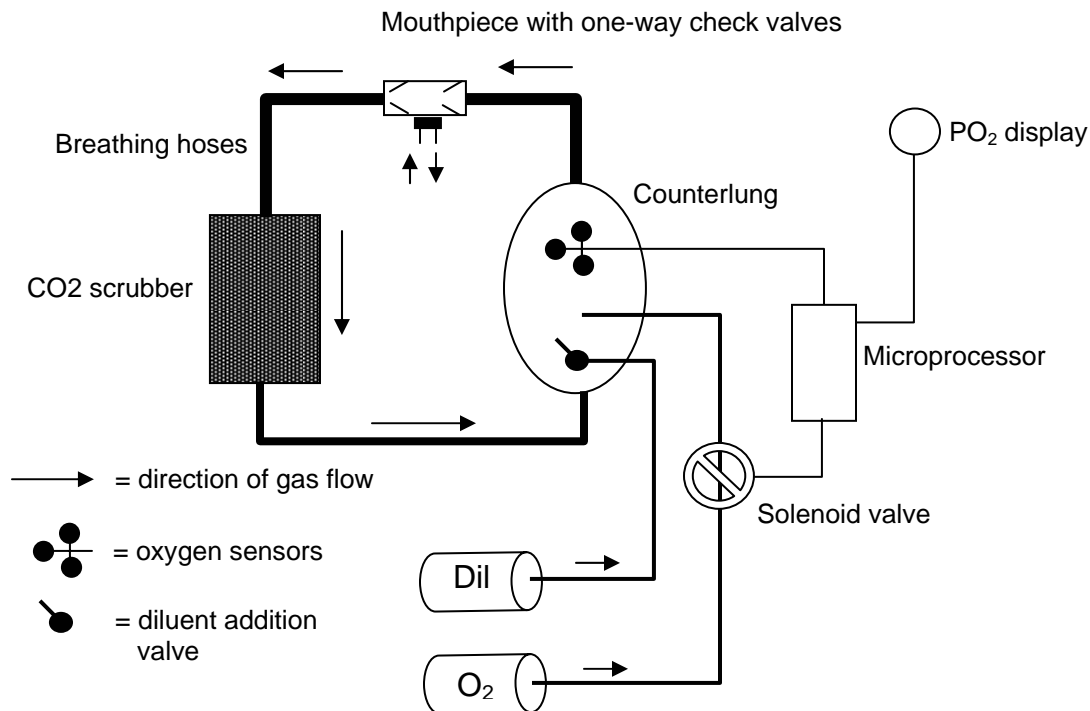 Mouthpiece with one-way check valves
Breathing hoses
PO₂ display
Counterlung
CO2 scrubber
Microprocessor
= direction of gas flow
Solenoid valve
= oxygen sensors
Dil
= diluent addition
valve
O₂